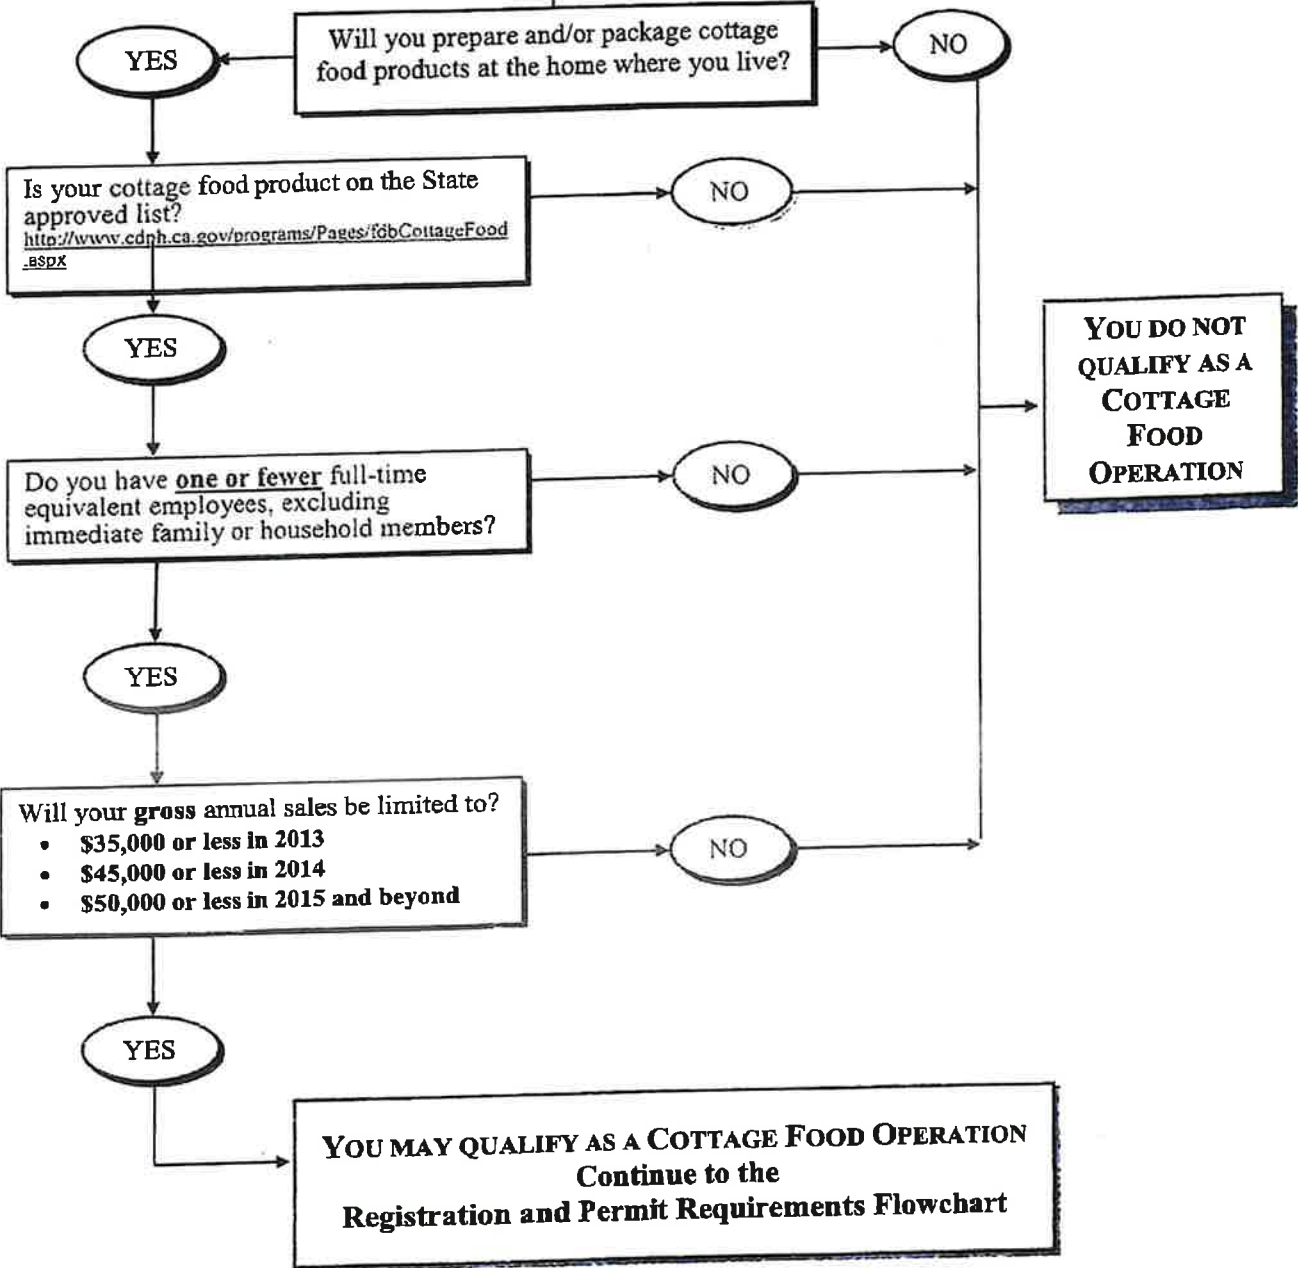 Will you prepare and/or package cottage
food products at the home where you live?
YES
NO
Is your cottage food product on the State
approved list?
http://www.cdph.ca.gov/programs/Pages/fdbCottageFood
.aspx
NO
YES
YOU DO NOT
QUALIFY AS A
COTTAGE
FOOD
OPERATION
Do you have one or fewer full-time
equivalent employees, excluding
immediate family or household members?
NO
YES
Will your gross annual sales be limited to?
• $35,000 or less in 2013
• $45,000 or less in 2014
• $50,000 or less in 2015 and beyond
NO
YES
YOU MAY QUALIFY AS A COTTAGE FOOD OPERATION
Continue to the
Registration and Permit Requirements Flowchart